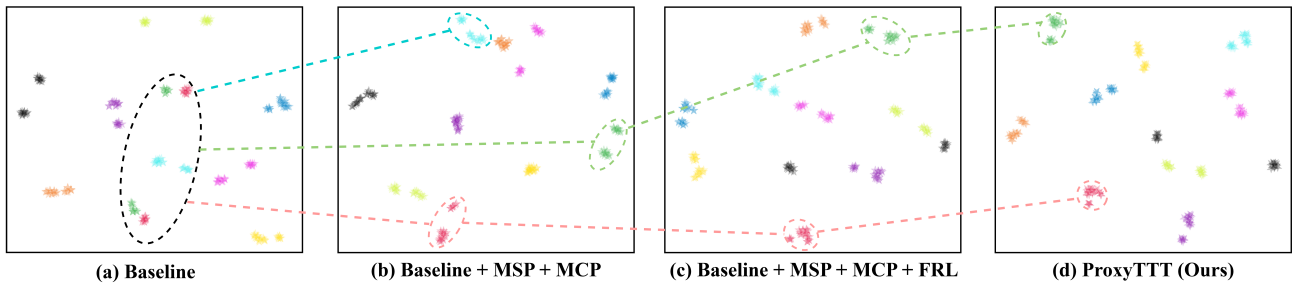 (a) Baseline
(b) Baseline + MSP + MCP
(c) Baseline + MSP + MCP + FRL
(d) ProxyTTT (Ours)